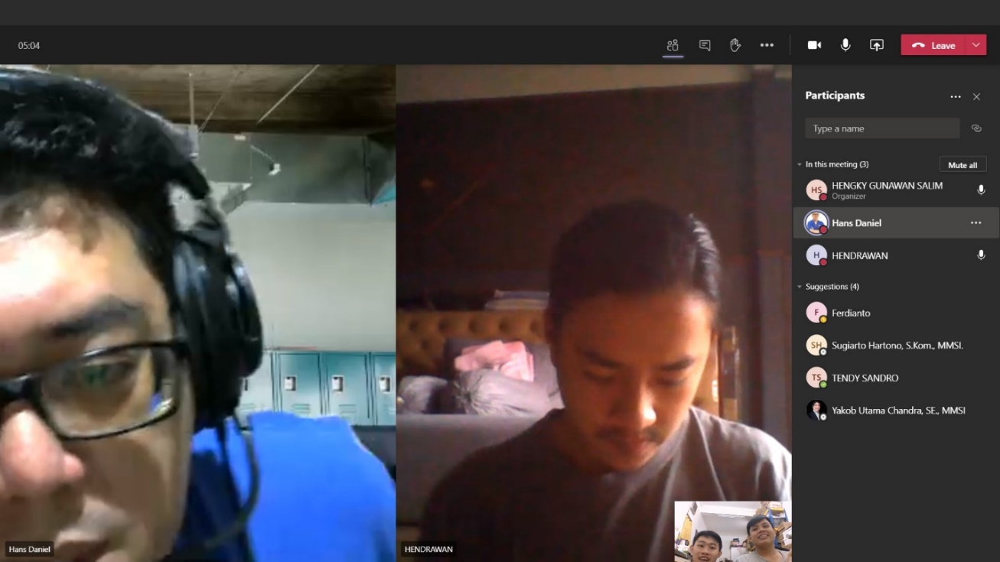 05:04
Leave
Participants
Type a name
In this meeting (3)
Mute all
HS
HENGKY GUNAWAN SALIM
Organizer
Hans Daniel
H
HENDRAWAN
Suggestions (4)
F
Ferdianto
SH
Sugiarto Hartono, S.Kom., MMSI.
TS
TENDY SANDRO
Yakob Utama Chandra, SE., MMSI
Hans Daniel
HENDRAWAN